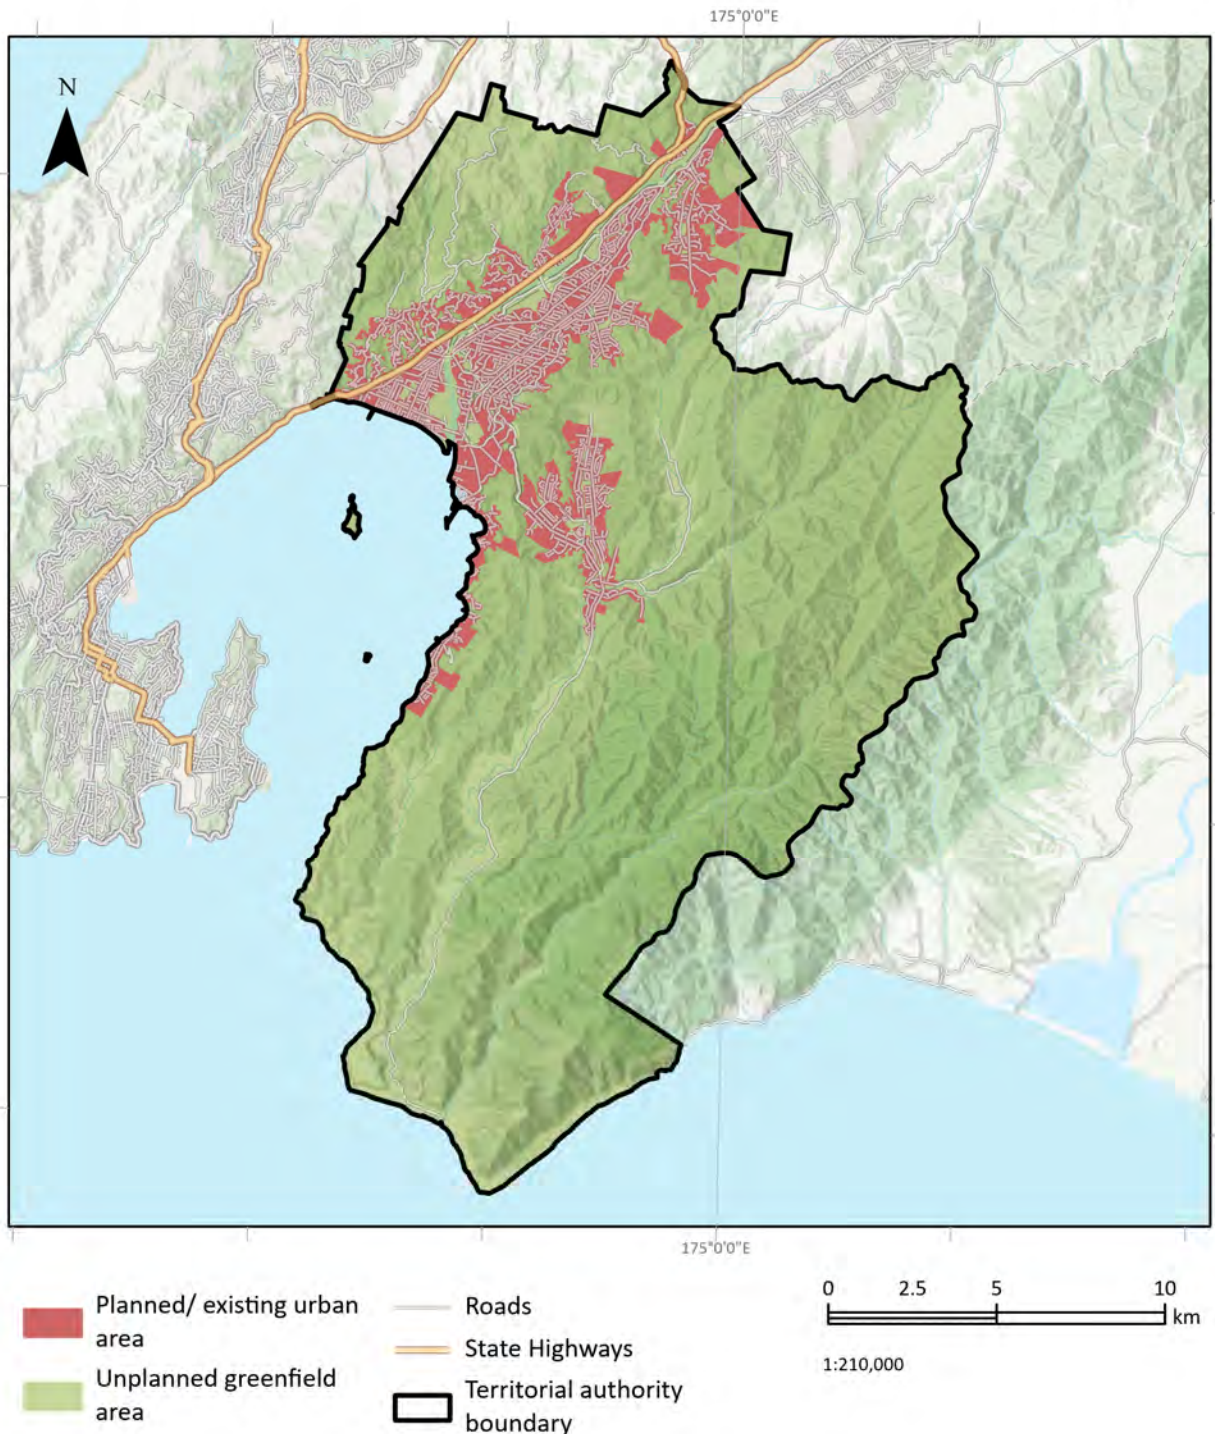 175°0'0"E
N
175°0'0"E
Planned/ existing urban
area
Unplanned greenfield
area
Roads
State Highways
Territorial authority
boundary
0 2.5 5 10
km
1:210,000